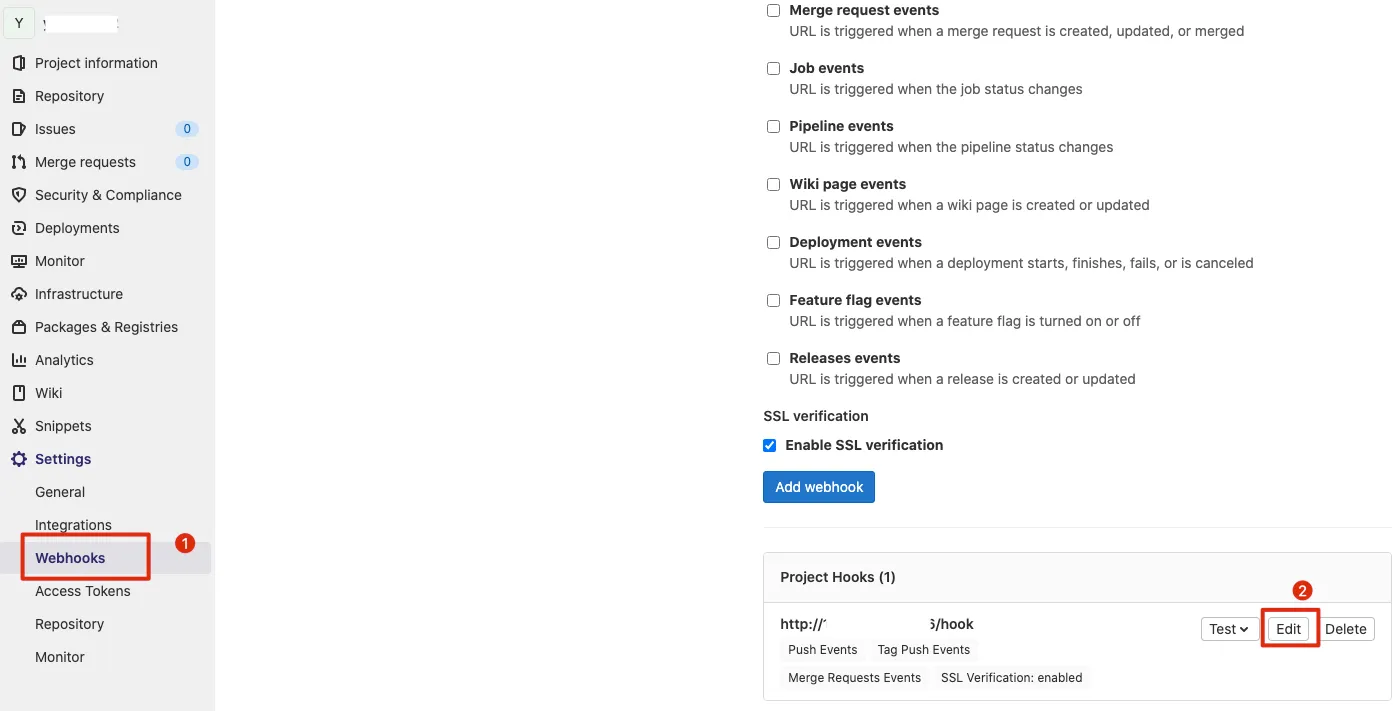 Y
Project information
Repository
Issues 0
Merge requests 0
Security & Compliance
Deployments
Monitor
Infrastructure
Packages & Registries
Analytics
Wiki
Snippets
Settings
General
Integrations
Webhooks 1
Access Tokens
Repository
Monitor
Merge request events
URL is triggered when a merge request is created, updated, or merged
Job events
URL is triggered when the job status changes
Pipeline events
URL is triggered when the pipeline status changes
Wiki page events
URL is triggered when a wiki page is created or updated
Deployment events
URL is triggered when a deployment starts, finishes, fails, or is canceled
Feature flag events
URL is triggered when a feature flag is turned on or off
Releases events
URL is triggered when a release is created or updated
SSL verification
Enable SSL verification
Add webhook
Project Hooks (1)
2
http:// /hook Test Edit Delete
Push Events Tag Push Events
Merge Requests Events SSL Verification: enabled